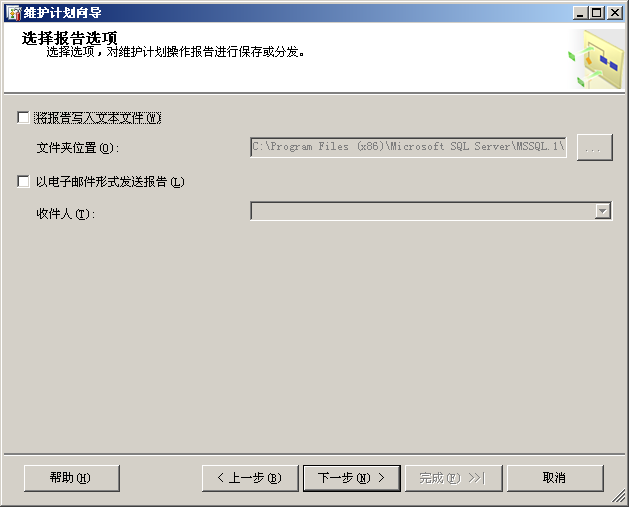 维护计划向导
选择报告选项
选择选项，对维护计划操作报告进行保存或分发。
将报告写入文本文件(W)
文件夹位置(O):
C:\Program Files (x86)\Microsoft SQL Server\MSSQL.1\
...
以电子邮件形式发送报告(L)
收件人(T):
帮助(H)
< 上一步(B)
下一步(N) >
完成(F) >>|
取消